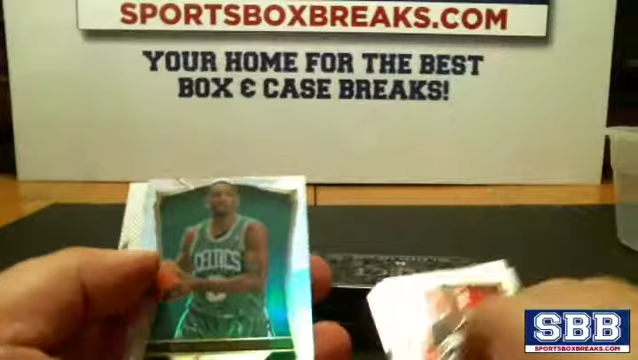 SPORTSBOXBREAKS.COM
YOUR HOME FOR THE BEST
BOX & CASE BREAKS!
CELTICS
SBB
SPORTSBOXBREAKS.COM